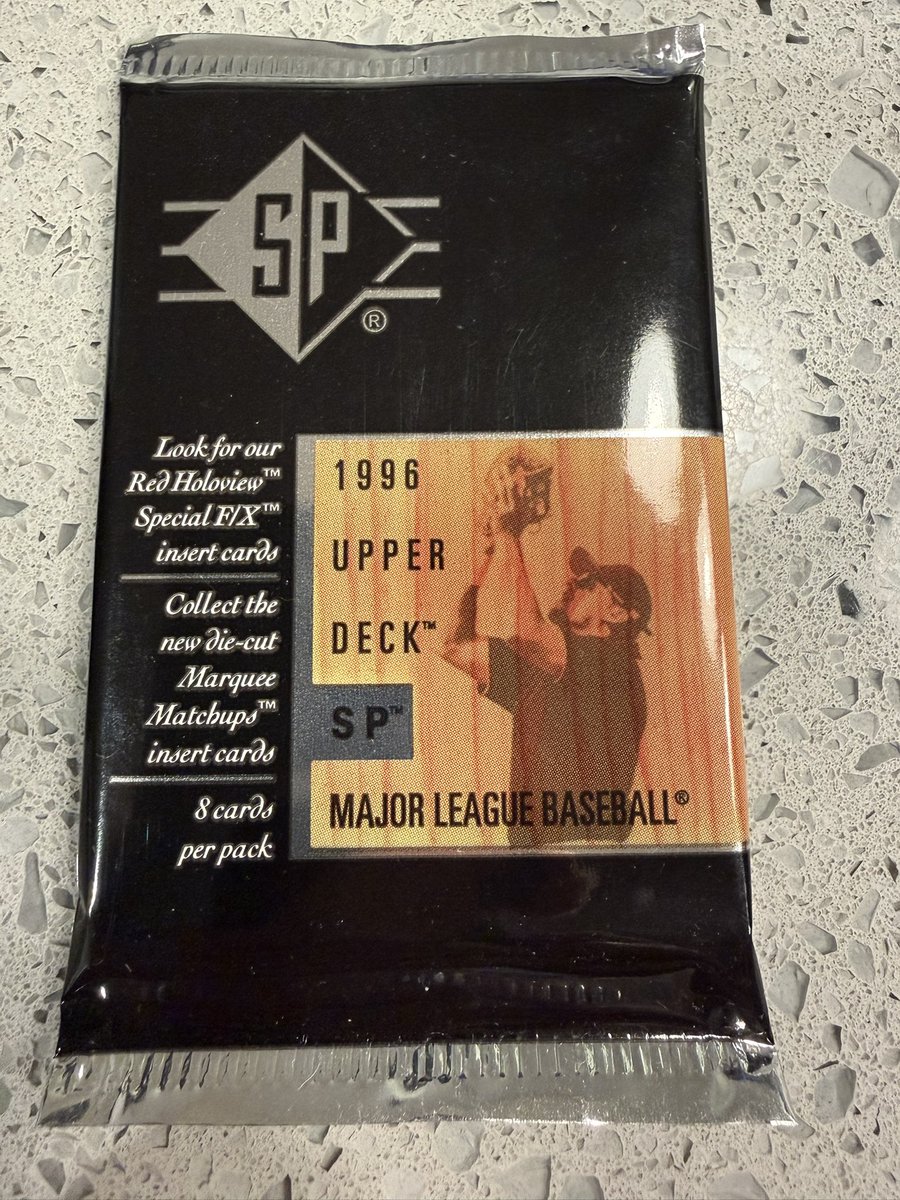 SP
®
Look for our
Red Holoview™
Special F/X™
insert cards
Collect the
new die-cut
Marquee
Matchups™
insert cards
8 cards
per pack
1996
UPPER
DECK™
SP™
MAJOR LEAGUE BASEBALL®